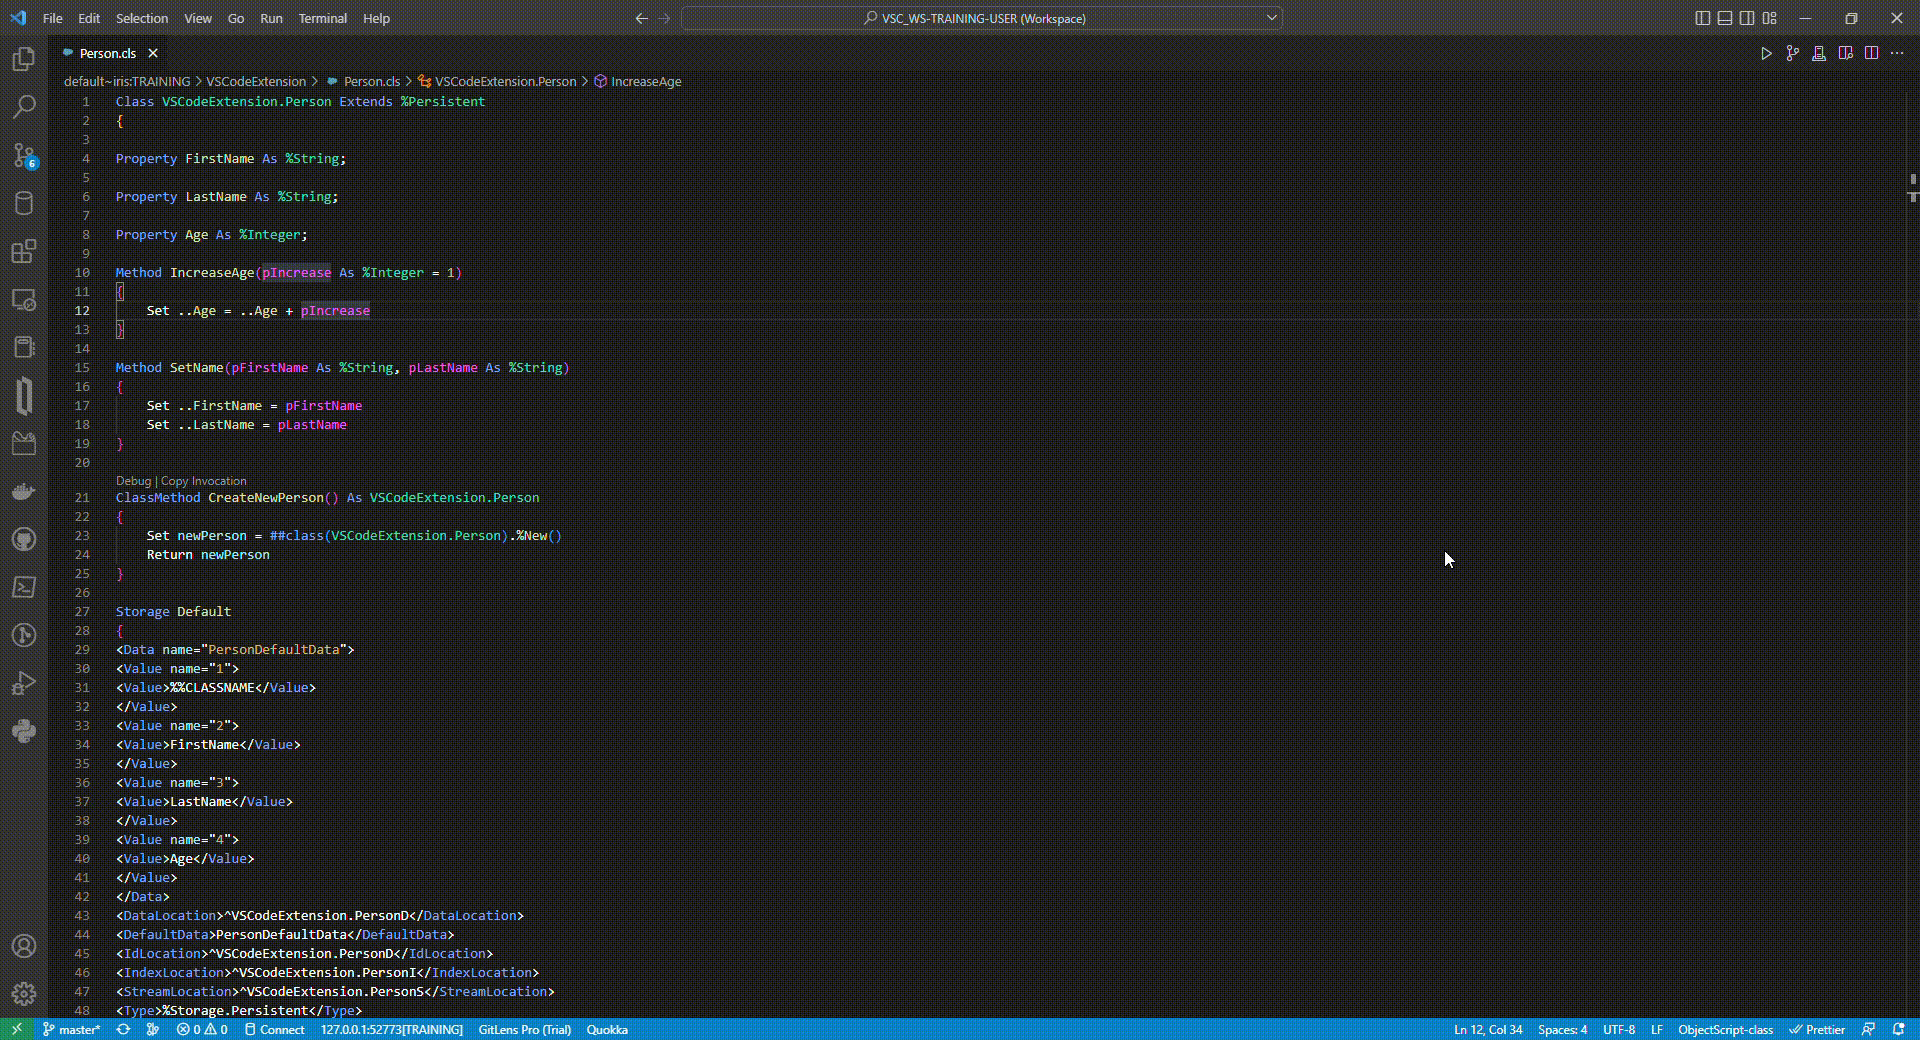 File Edit Selection View Go Run Terminal Help VSC_WS-TRAINING-USER (Workspace)
Person.cls
default~iris:TRAINING > VSCodeExtension > Person.cls > VSCodeExtension.Person > IncreaseAge
1 Class VSCodeExtension.Person Extends %Persistent
2 {
3
4 Property FirstName As %String;
5
6 Property LastName As %String;
7
8 Property Age As %Integer;
9
10 Method IncreaseAge(pIncrease As %Integer = 1)
11 {
12 Set ..Age = ..Age + pIncrease
13 }
14
15 Method SetName(pFirstName As %String, pLastName As %String)
16 {
17 Set ..FirstName = pFirstName
18 Set ..LastName = pLastName
19 }
20
Debug | Copy Invocation
21 ClassMethod CreateNewPerson() As VSCodeExtension.Person
22 {
23 Set newPerson = ##class(VSCodeExtension.Person).%New()
24 Return newPerson
25 }
26
27 Storage Default
28 {
29 <Data name="PersonDefaultData">
30 <Value name="1">
31 <Value>%%CLASSNAME</Value>
32 </Value>
33 <Value name="2">
34 <Value>FirstName</Value>
35 </Value>
36 <Value name="3">
37 <Value>LastName</Value>
38 </Value>
39 <Value name="4">
40 <Value>Age</Value>
41 </Value>
42 </Data>
43 <DataLocation>^VSCodeExtension.PersonD</DataLocation>
44 <DefaultData>PersonDefaultData</DefaultData>
45 <IdLocation>^VSCodeExtension.PersonD</IdLocation>
46 <IndexLocation>^VSCodeExtension.PersonI</IndexLocation>
47 <StreamLocation>^VSCodeExtension.PersonS</StreamLocation>
48 <Type>%Storage.Persistent</Type>
6
master* 0 0 Connect 127.0.0.1:52773[TRAINING] GitLens Pro (Trial) Quokka Ln 12, Col 34 Spaces: 4 UTF-8 LF ObjectScript-class Prettier